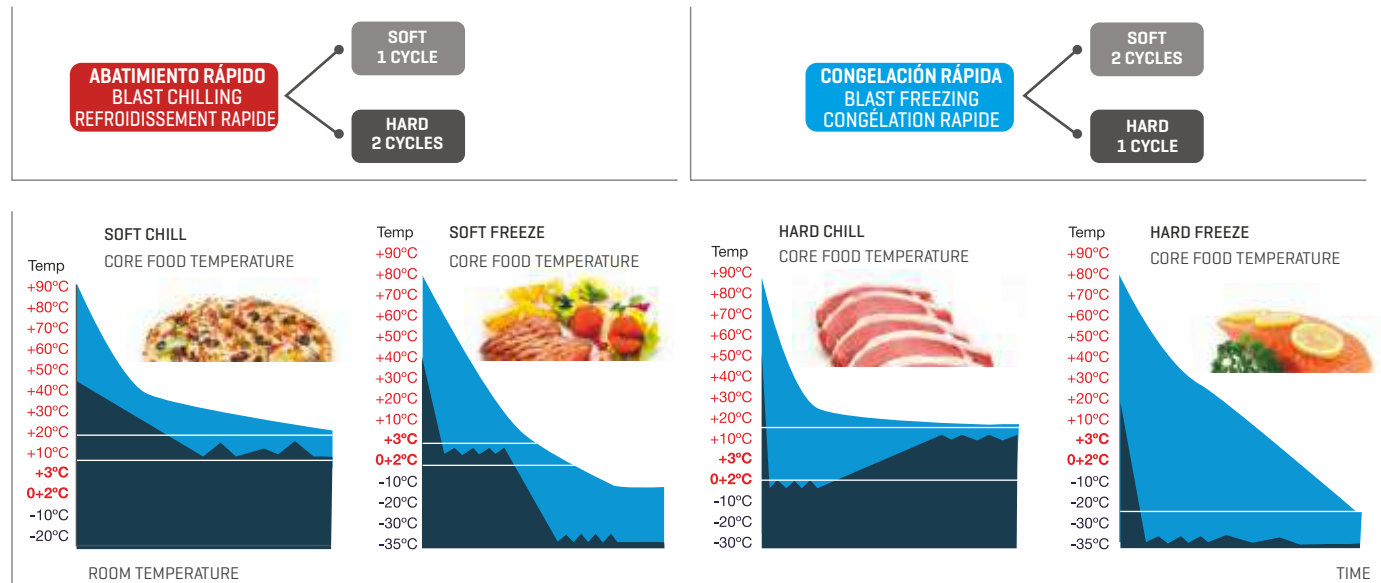 ABATIMIENTO RÁPIDO
BLAST CHILLING
REFROIDISSEMENT RAPIDE
SOFT
1 CYCLE
HARD
2 CYCLES
CONGELACIÓN RÁPIDA
BLAST FREEZING
CONGÉLATION RAPIDE
SOFT
2 CYCLES
HARD
1 CYCLE
SOFT CHILL
CORE FOOD TEMPERATURE
Temp
+90ºC
+80ºC
+70ºC
+60ºC
+50ºC
+40ºC
+30ºC
+20ºC
+10ºC
+3ºC
0+2ºC
-10ºC
-20ºC
SOFT FREEZE
CORE FOOD TEMPERATURE
Temp
+90ºC
+80ºC
+70ºC
+60ºC
+50ºC
+40ºC
+30ºC
+20ºC
+10ºC
+3ºC
0+2ºC
-10ºC
-20ºC
-30ºC
-35ºC
HARD CHILL
CORE FOOD TEMPERATURE
Temp
+90ºC
+80ºC
+70ºC
+60ºC
+50ºC
+40ºC
+30ºC
+20ºC
+10ºC
+3ºC
0+2ºC
-10ºC
-20ºC
-30ºC
HARD FREEZE
CORE FOOD TEMPERATURE
Temp
+90ºC
+80ºC
+70ºC
+60ºC
+50ºC
+40ºC
+30ºC
+20ºC
+10ºC
+3ºC
0+2ºC
-10ºC
-20ºC
-30ºC
-35ºC
ROOM TEMPERATURE
TIME